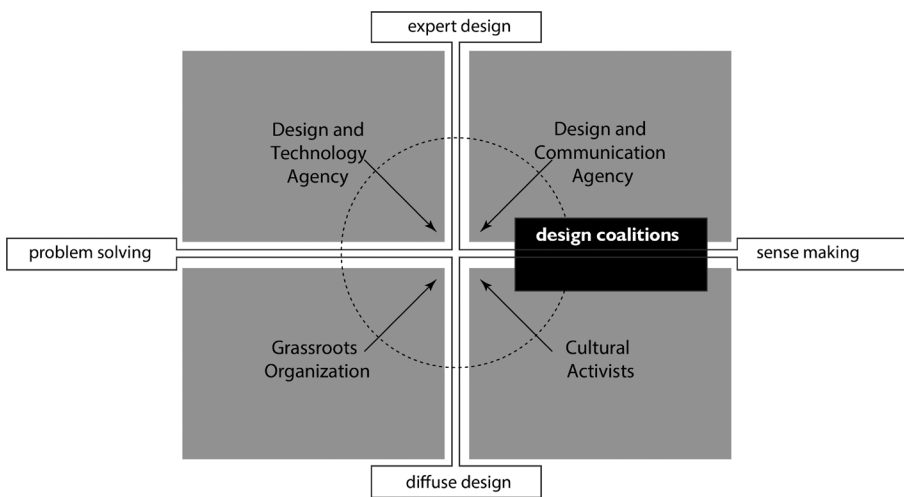 expert design
Design and
Technology
Agency
Design and
Communication
Agency
design coalitions
problem solving
sense making
Grassroots
Organization
Cultural
Activists
diffuse design